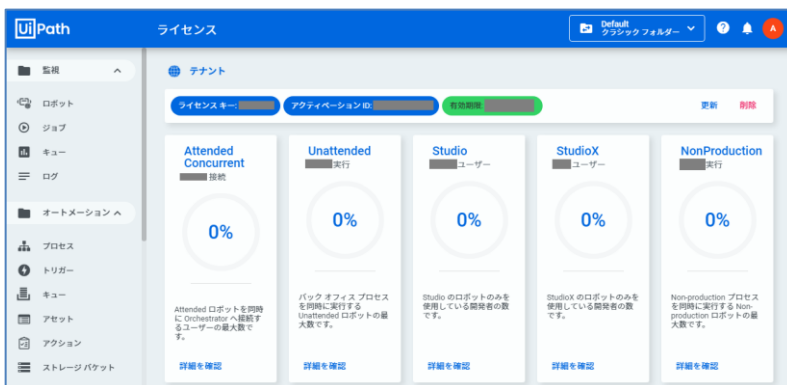 UiPath
ライセンス
Default
クラシック フォルダー
A
監視
ロボット
ジョブ
キュー
ログ
オートメーション
プロセス
トリガー
キュー
アセット
アクション
ストレージ バケット
テナント
ライセンス キー:
アクティベーション ID:
有効期限
更新
削除
Attended
Concurrent
接続
0%
Attended ロボットを同時
に Orchestrator へ接続す
るユーザーの最大数で
す。
詳細を確認
Unattended
実行
0%
バック オフィス プロセス
を同時に実行する
Unattended ロボットの最
大数です。
詳細を確認
Studio
ユーザー
0%
Studio のロボットのみを
使用している開発者の数
です。
詳細を確認
StudioX
ユーザー
0%
StudioX のロボットのみを
使用している開発者の数
です。
詳細を確認
NonProduction
実行
0%
Non-production プロセス
を同時に実行する Non-
production ロボットの最
大数です。
詳細を確認